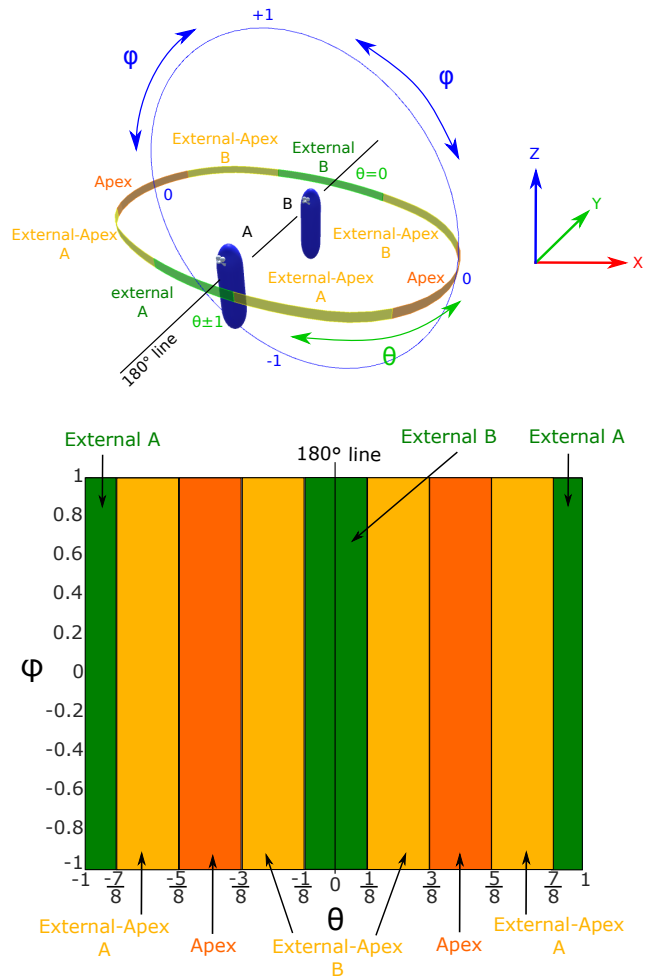 +1
φ
φ
External-Apex
B
External
B
θ=0
Apex
0
A
B
External-Apex
A
External-Apex
B
External-Apex
A
Apex
0
external
A
θ±1
180° line
-1
θ
Z
Y
X
External A
External B
External A
180° line
1
0.8
0.6
0.4
0.2
0
-0.2
-0.4
-0.6
-0.8
-1
φ
-1 -7/8 -5/8 -3/8 -1/8 0 1/8 3/8 5/8 7/8 1
θ
External-Apex
A
Apex
External-Apex
B
Apex
External-Apex
A